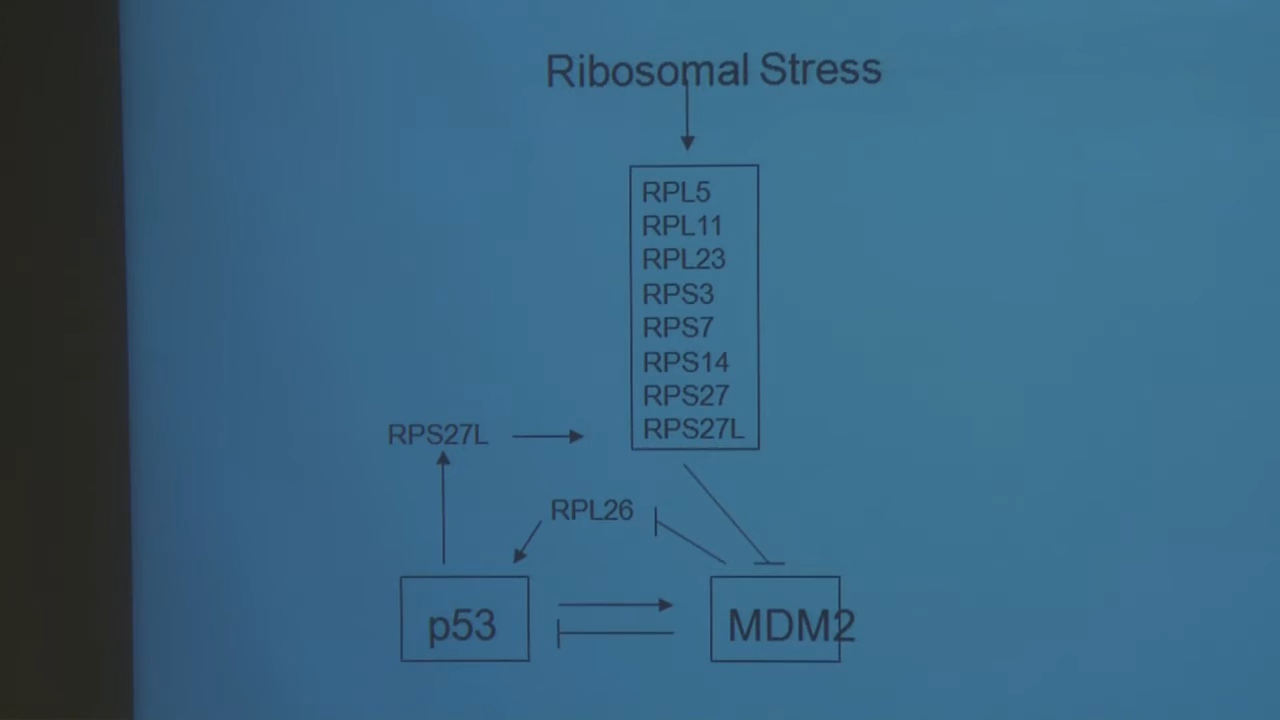 Ribosomal Stress
RPL5
RPL11
RPL23
RPS3
RPS7
RPS14
RPS27
RPS27L
RPS27L
RPL26
p53
MDM2